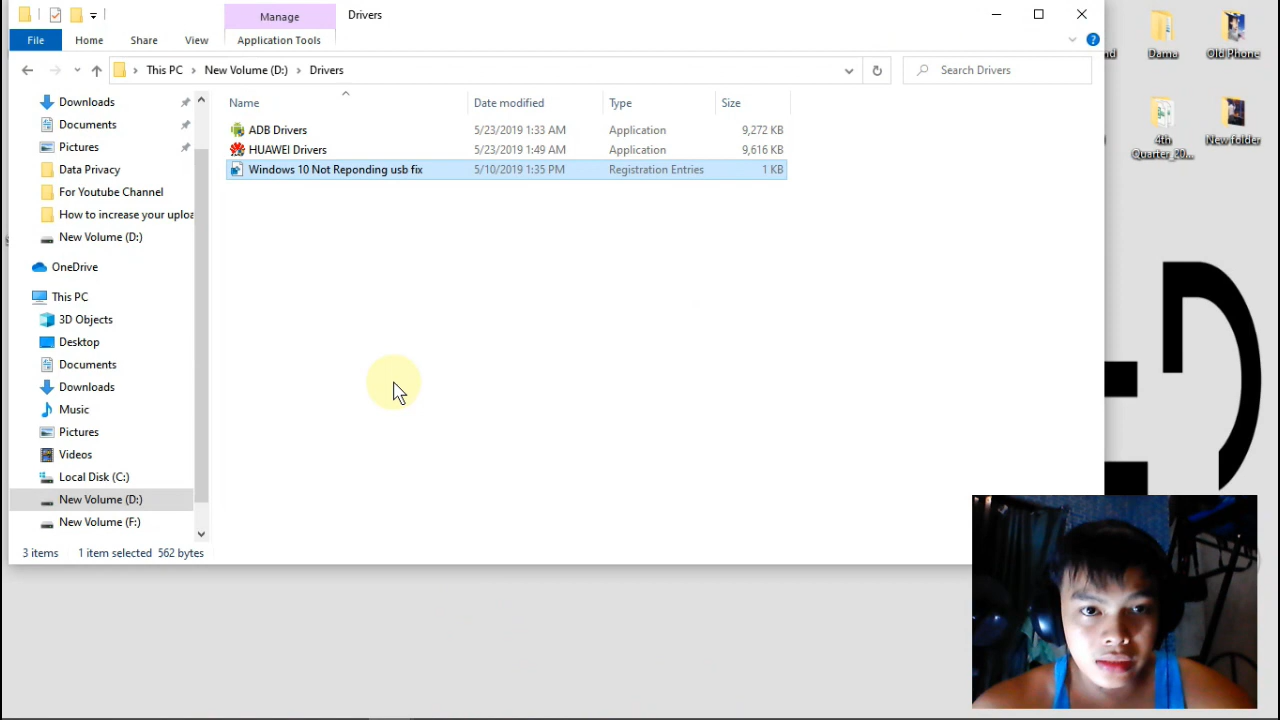 Manage
Drivers
File
Home
Share
View
Application Tools
This PC
New Volume (D:)
Drivers
Search Drivers
Name
Date modified
Type
Size
ADB Drivers
5/23/2019 1:33 AM
Application
9,272 KB
HUAWEI Drivers
5/23/2019 1:49 AM
Application
9,616 KB
Windows 10 Not Reponding usb fix
5/10/2019 1:35 PM
Registration Entries
1 KB
Downloads
Documents
Pictures
Data Privacy
For Youtube Channel
How to increase your uploa
New Volume (D:)
OneDrive
This PC
3D Objects
Desktop
Documents
Downloads
Music
Pictures
Videos
Local Disk (C:)
New Volume (D:)
New Volume (F:)
3 items
1 item selected 562 bytes
Dama
Old Phone
4th
Quarter_20...
New folder